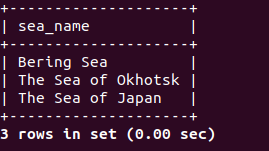 +--------------------+
| sea_name           |
+--------------------+
| Bering Sea         |
| The Sea of Okhotsk |
| The Sea of Japan   |
+--------------------+
3 rows in set (0.00 sec)